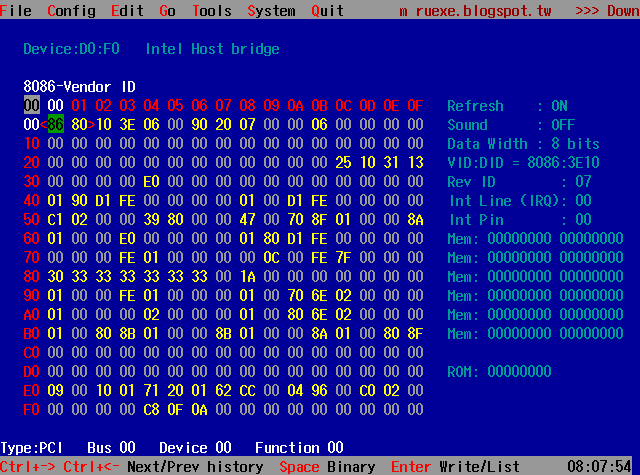 File Config Edit Go Tools System Quit m ruexe.blogspot.tw >>> Down
Device:D0:F0 Intel Host bridge
8086-Vendor ID
00 00 01 02 03 04 05 06 07 08 09 0A 0B 0C 0D 0E 0F Refresh : ON
00<86 80>10 3E 06 00 90 20 07 00 00 06 00 00 00 00 Sound : OFF
10 00 00 00 00 00 00 00 00 00 00 00 00 00 00 00 00 Data Width : 8 bits
20 00 00 00 00 00 00 00 00 00 00 00 00 25 10 31 13 VID:DID = 8086:3E10
30 00 00 00 00 E0 00 00 00 00 00 00 00 00 00 00 00 Rev ID : 07
40 01 90 D1 FE 00 00 00 00 01 00 D1 FE 00 00 00 00 Int Line (IRQ): 00
50 C1 02 00 00 39 80 00 00 47 00 70 8F 01 00 00 8A Int Pin : 00
60 01 00 00 E0 00 00 00 00 01 80 D1 FE 00 00 00 00 Mem: 00000000 00000000
70 00 00 00 FE 01 00 00 00 00 0C 00 FE 7F 00 00 00 Mem: 00000000 00000000
80 30 33 33 33 33 33 33 00 1A 00 00 00 00 00 00 00 Mem: 00000000 00000000
90 01 00 00 FE 01 00 00 00 01 00 70 6E 02 00 00 00 Mem: 00000000 00000000
A0 01 00 00 00 02 00 00 00 01 00 80 6E 02 00 00 00 Mem: 00000000 00000000
B0 01 00 80 8B 01 00 00 8B 01 00 00 8A 01 00 80 8F Mem: 00000000 00000000
C0 00 00 00 00 00 00 00 00 00 00 00 00 00 00 00 00
D0 00 00 00 00 00 00 00 00 00 00 00 00 00 00 00 00 ROM: 00000000
E0 09 00 10 01 71 20 01 62 CC 00 04 96 00 C0 02 00
F0 00 00 00 00 C8 0F 0A 00 00 00 00 00 00 00 00 00
Type:PCI Bus 00 Device 00 Function 00
Ctrl+-> Ctrl+<- Next/Prev history Space Binary Enter Write/List 08:07:54